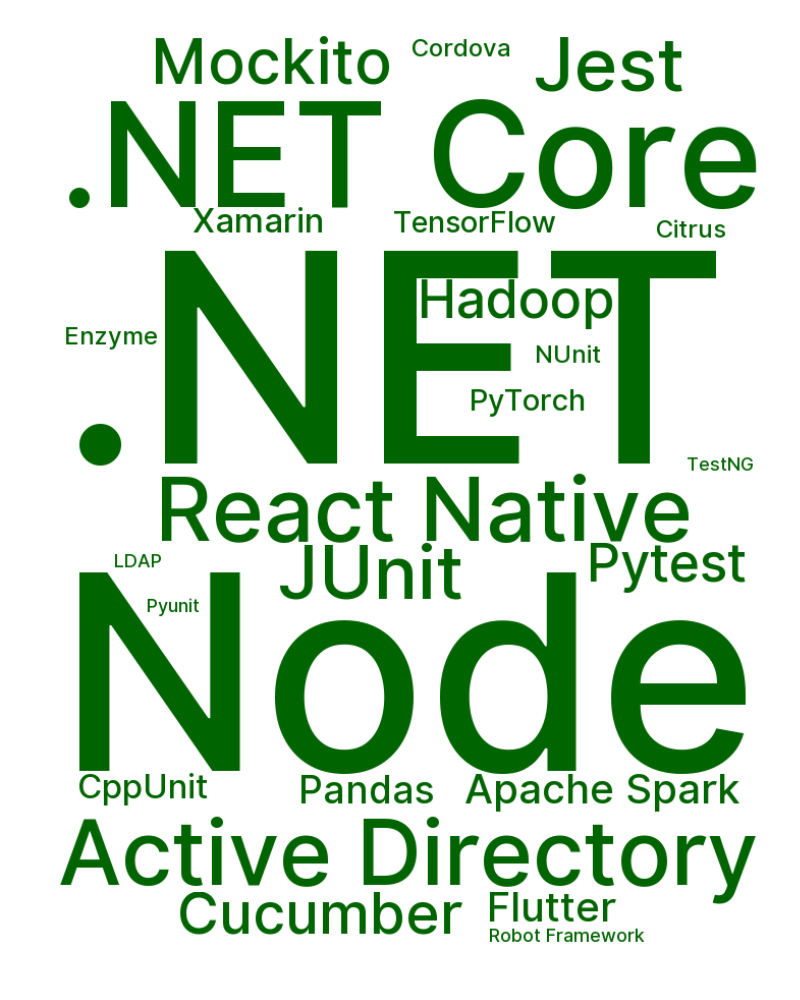 Mockito
Cordova
Jest
.NET Core
Xamarin
TensorFlow
Citrus
.NET
Hadoop
Enzyme
NUnit
PyTorch
TestNG
React Native
JUnit
Pytest
LDAP
Node
Pyunit
CppUnit
Pandas
Apache Spark
Active Directory
Cucumber
Flutter
Robot Framework